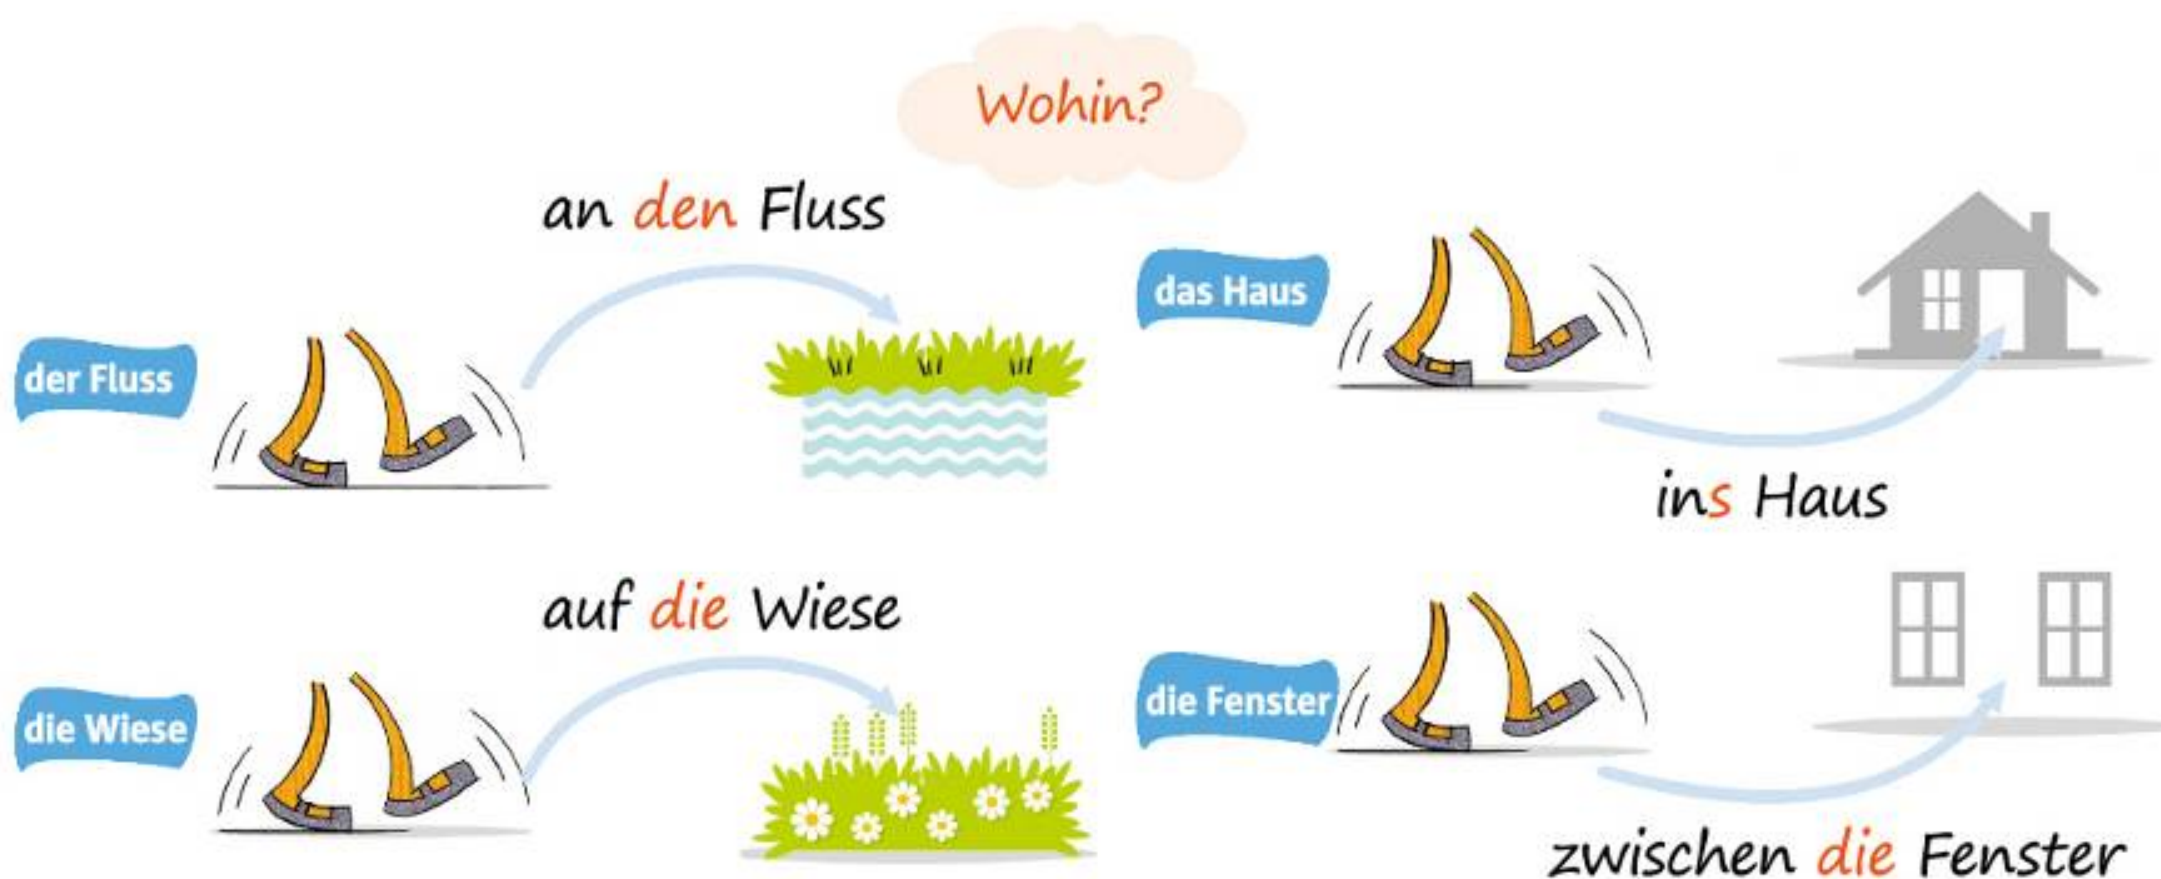 Wohin?
an den Fluss
der Fluss
das Haus
ins Haus
auf die Wiese
die Wiese
die Fenster
zwischen die Fenster